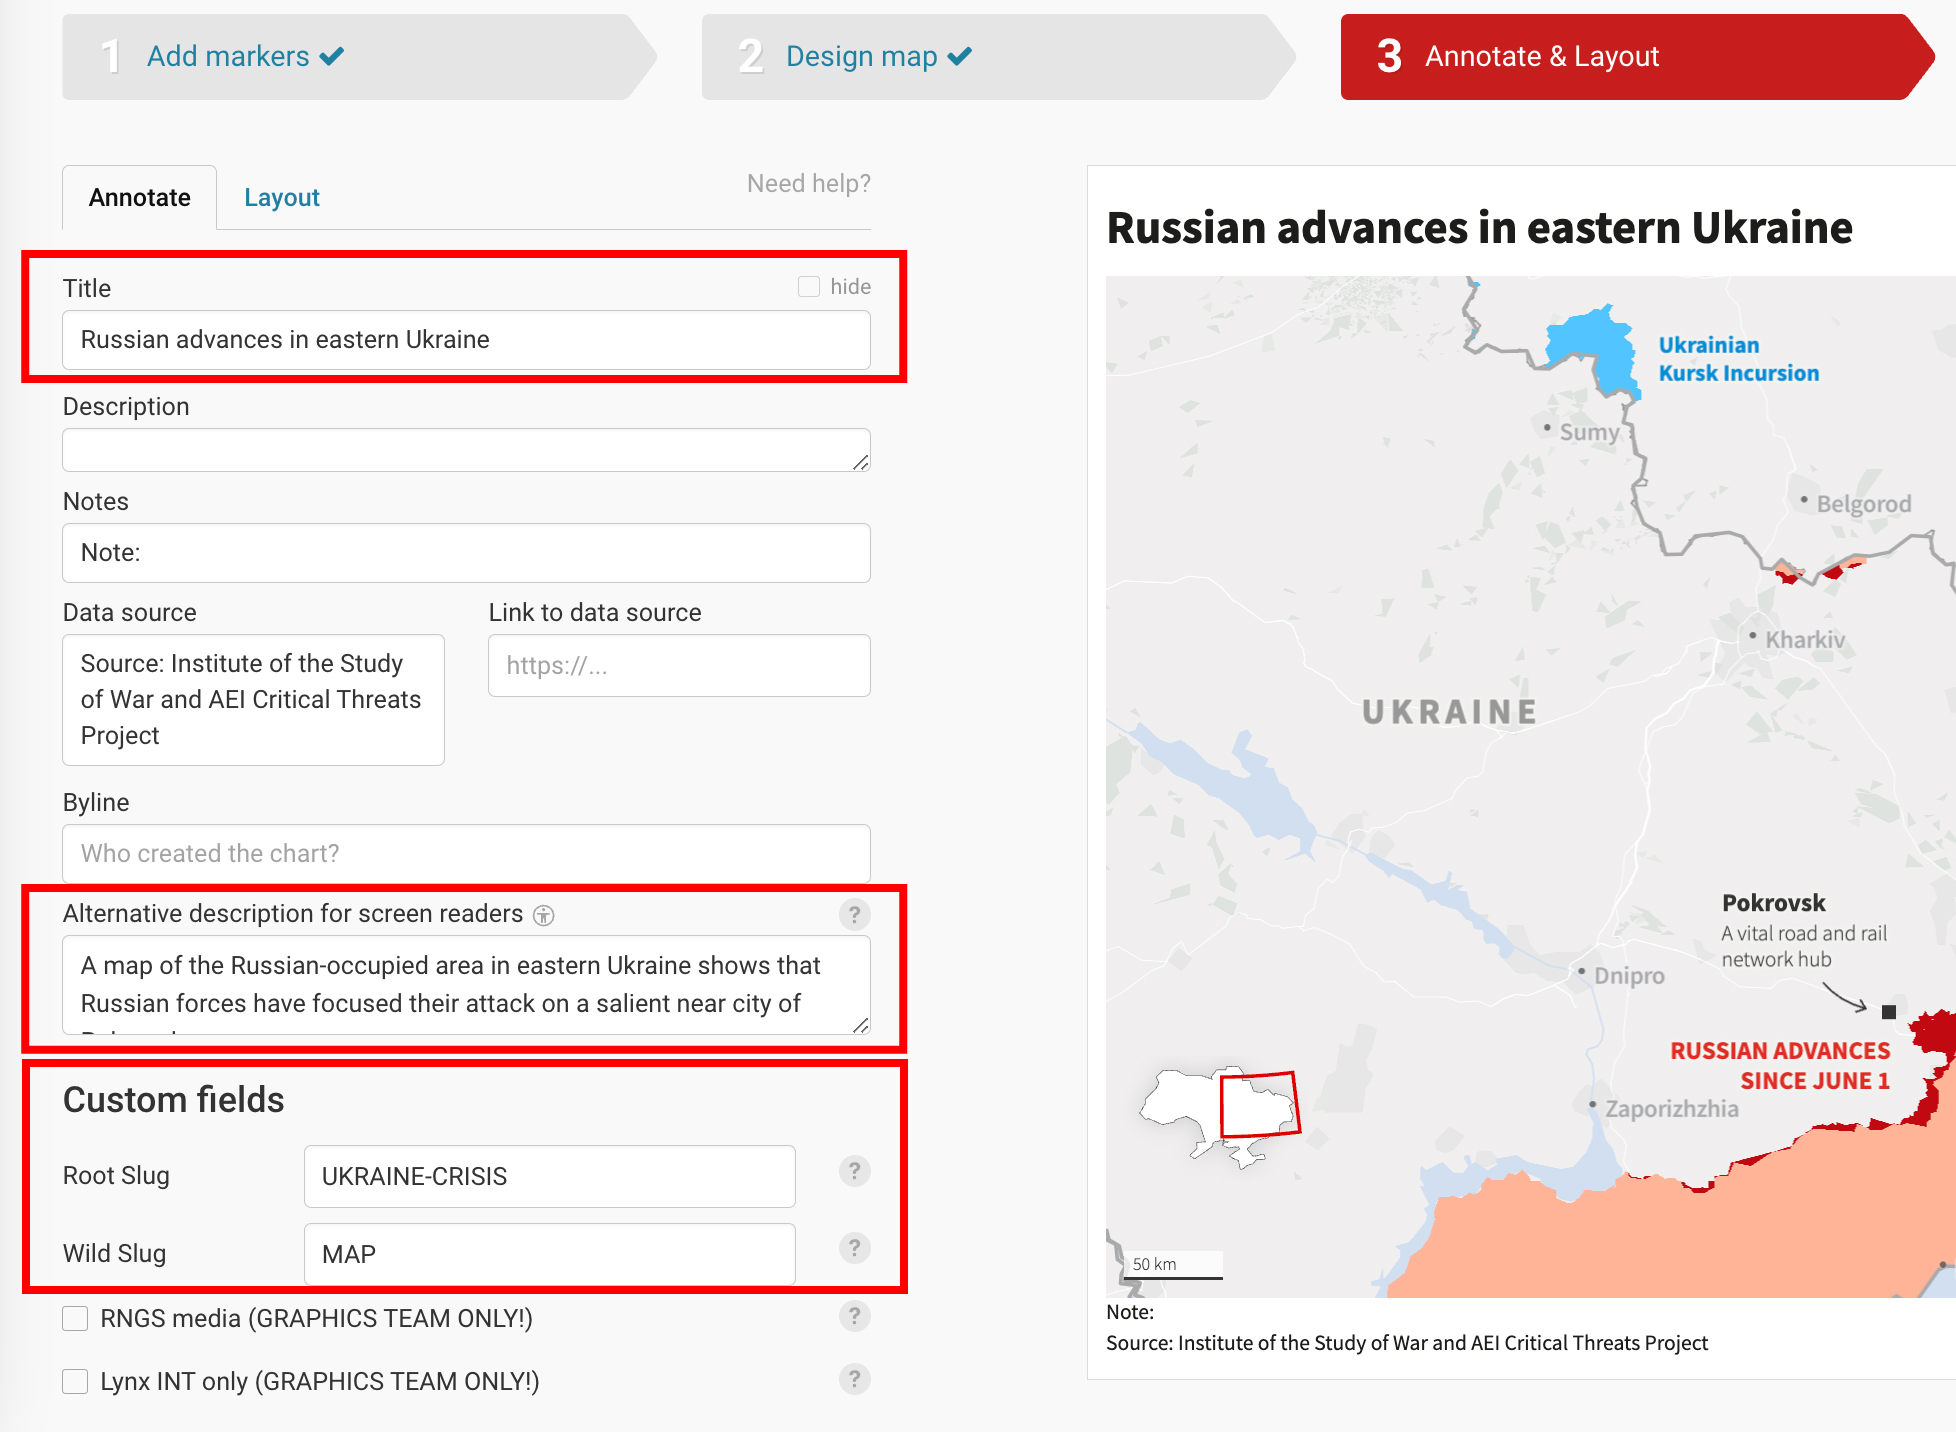 1 Add markers
2 Design map
3 Annotate & Layout
Annotate
Layout
Need help?
Title
hide
Russian advances in eastern Ukraine
Description
Notes
Note:
Data source
Link to data source
Source: Institute of the Study
of War and AEI Critical Threats
Project
https://...
Byline
Who created the chart?
Alternative description for screen readers
?
A map of the Russian-occupied area in eastern Ukraine shows that
Russian forces have focused their attack on a salient near city of
Custom fields
Root Slug
UKRAINE-CRISIS
?
Wild Slug
MAP
?
RNGS media (GRAPHICS TEAM ONLY!)
?
Lynx INT only (GRAPHICS TEAM ONLY!)
?
Russian advances in eastern Ukraine
Ukrainian
Kursk Incursion
Sumy
Belgorod
Kharkiv
UKRAINE
Pokrovsk
A vital road and rail
network hub
Dnipro
RUSSIAN ADVANCES
SINCE JUNE 1
Zaporizhzhia
50 km
Note:
Source: Institute of the Study of War and AEI Critical Threats Project